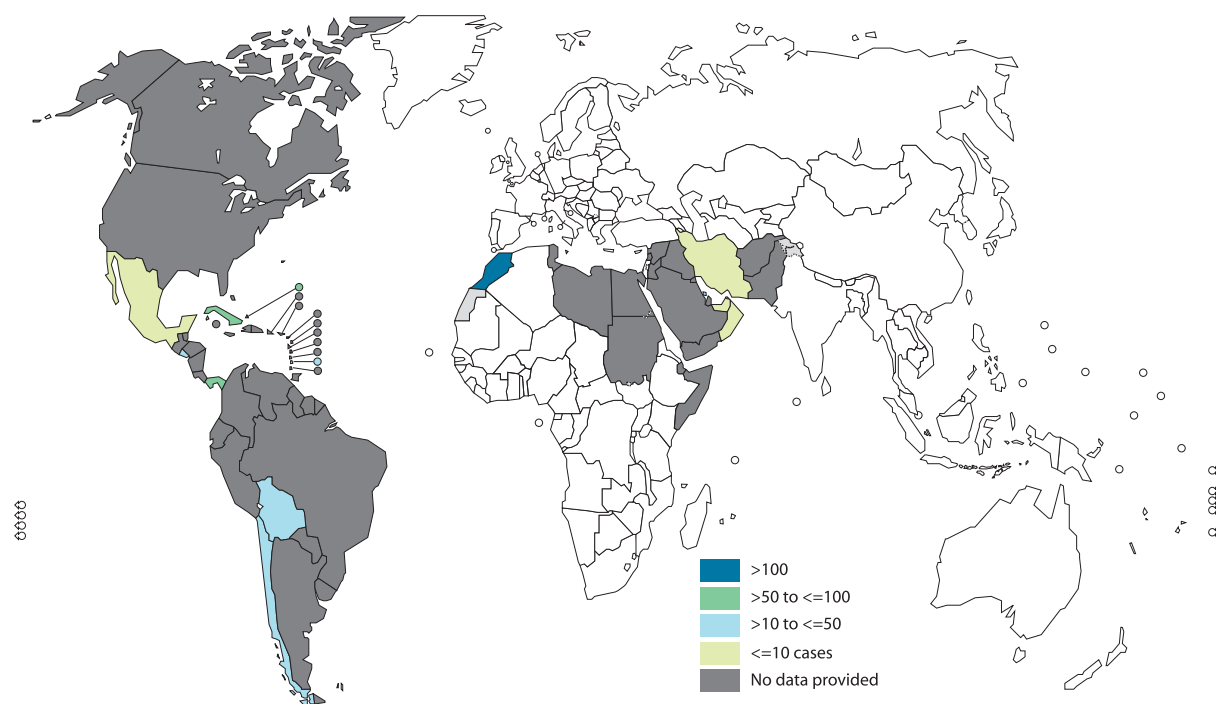 >100
>50 to <=100
>10 to <=50
<=10 cases
No data provided